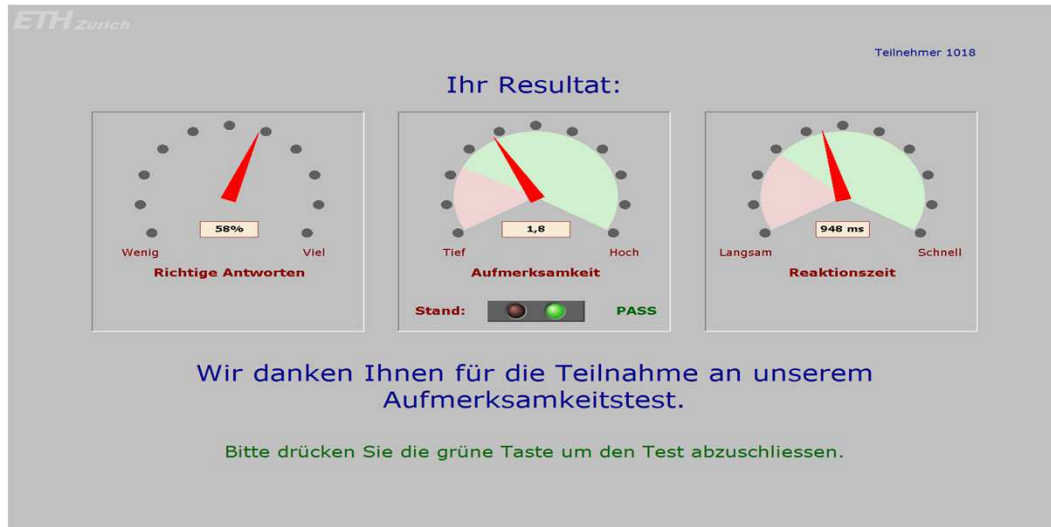 ETH Zürich
Teilnehmer 1018
Ihr Resultat:
58%
Wenig Viel
Richtige Antworten
1,8
Tief Hoch
Aufmerksamkeit
Stand: PASS
948 ms
Langsam Schnell
Reaktionszeit
Wir danken Ihnen für die Teilnahme an unserem
Aufmerksamkeitstest.
Bitte drücken Sie die grüne Taste um den Test abzuschliessen.